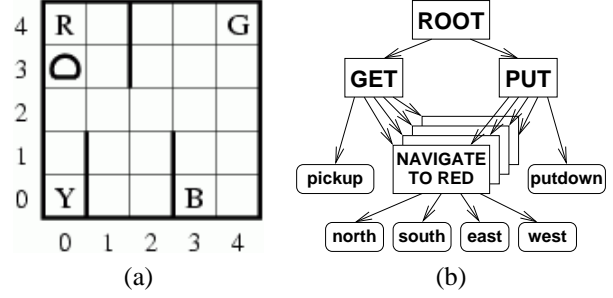 4 R G
3
2
1
0 Y B
0 1 2 3 4
(a)
ROOT
GET PUT
NAVIGATE
TO RED
pickup putdown
north south east west
(b)